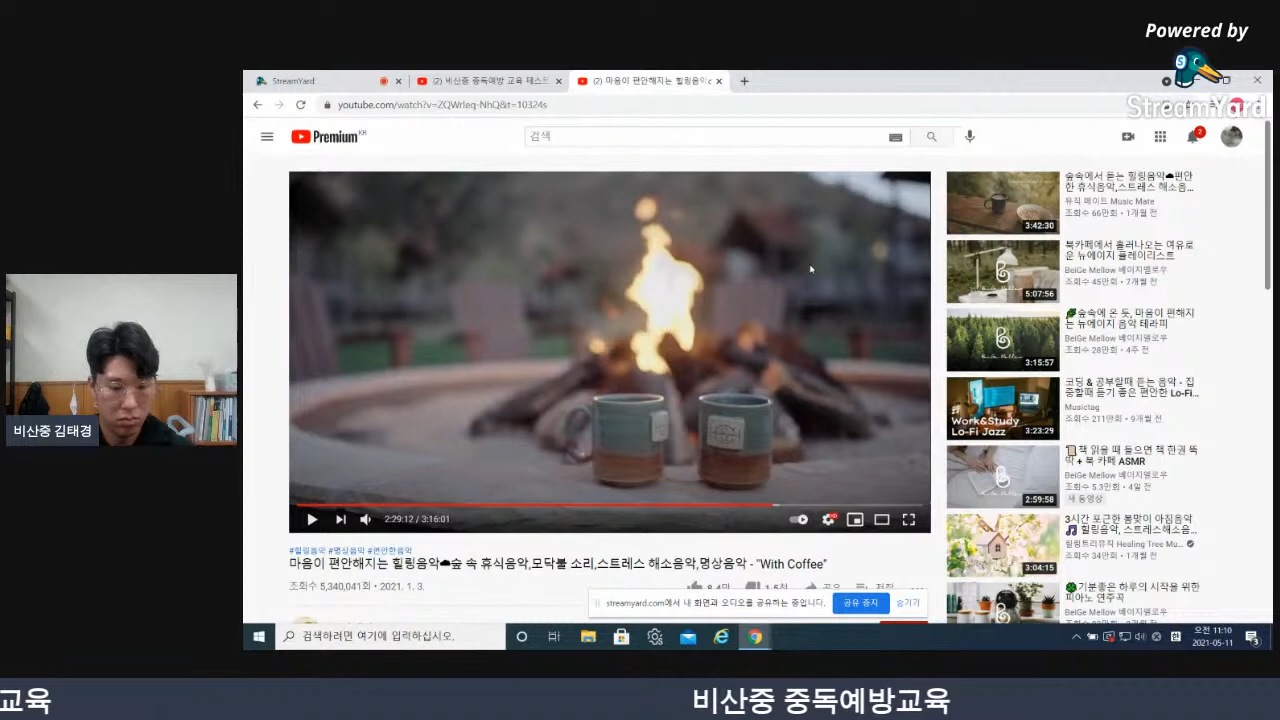 Powered by
StreamYard
StreamYard
(2) 비산중 중독예방 교육 테스트
(2) 마음이 편안해지는 힐링음악
youtube.com/watch?v=ZQWrleq-NhQ&t=10324s
Premium KR
검색
2
숲속에서 듣는 힐링음악☁편안
한 휴식음악,스트레스 해소음...
뮤직 메이트 Music Mate
조회수 66만회 • 1개월 전
3:42:30
북카페에서 흘러나오는 여유로
운 뉴에이지 플레이리스트
BeiGe Mellow 베이지멜로우
조회수 45만회 • 7개월 전
5:07:56
숲속에 온 듯, 마음이 편해지
는 뉴에이지 음악 테라피
BeiGe Mellow 베이지멜로우
조회수 28만회 • 4주 전
3:15:57
코딩 & 공부할때 듣는 음악 - 집
중할때 듣기 좋은 편안한 Lo-Fi...
Musictag
조회수 211만회 • 9개월 전
Work&Study
Lo-Fi Jazz
3:23:29
책 읽을 때 들으면 책 한권 뚝
딱 + 북 카페 ASMR
BeiGe Mellow 베이지멜로우
조회수 5.3만회 • 4일 전
새 동영상
2:59:58
3시간 포근한 봄맞이 아침음악
힐링음악, 스트레스해소음...
힐링트리뮤직 Healing Tree Mu...
조회수 34만회 • 1개월 전
3:04:15
기분좋은 하루의 시작을 위한
피아노 연주곡
BeiGe Mellow 베이지멜로우
2:29:12 / 3:16:01
#힐링음악 #명상음악 #편안한음악
마음이 편안해지는 힐링음악☁숲 속 휴식음악,모닥불 소리,스트레스 해소음악,명상음악 - "With Coffee"
조회수 5,340,041회 • 2021. 1. 3.
8.4만
1.5천
공유
저장
streamyard.com에서 내 화면과 오디오를 공유하는 중입니다.
공유 중지
숨기기
비산중 김태경
검색하려면 여기에 입력하십시오.
오전 11:10
2021-05-11
3
교육
비산중 중독예방교육